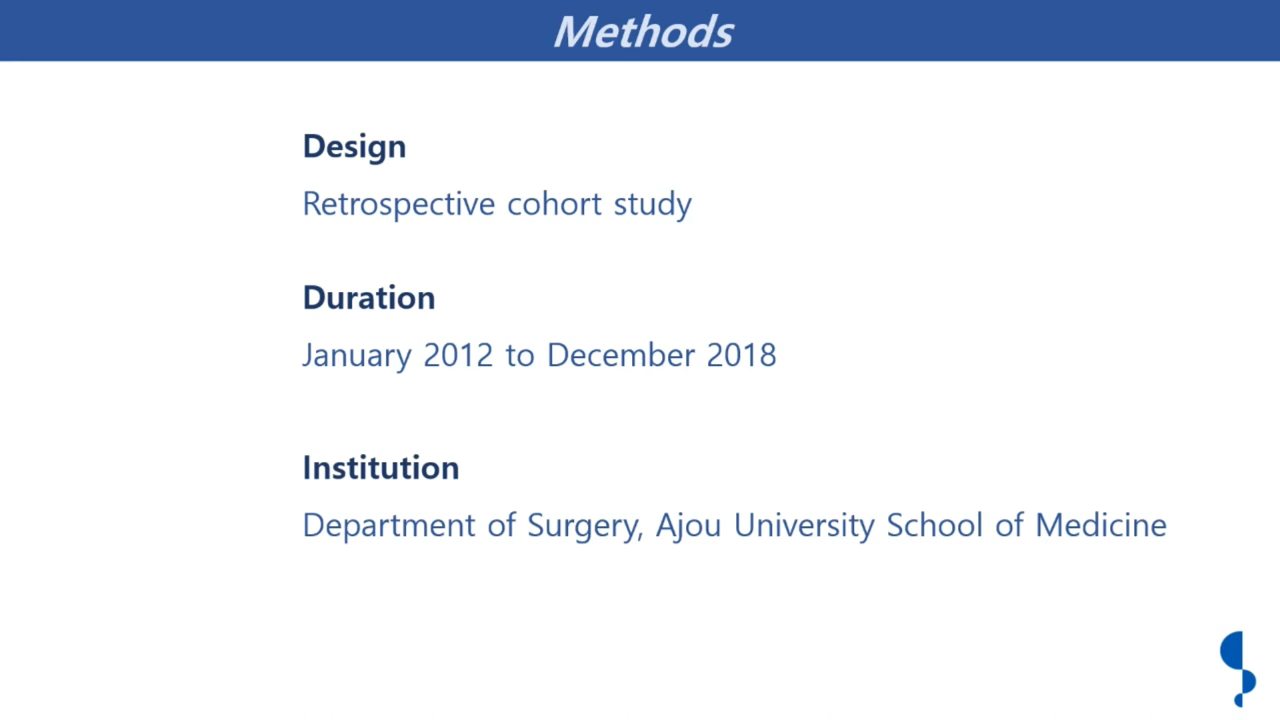 Methods
Design
Retrospective cohort study
Duration
January 2012 to December 2018
Institution
Department of Surgery, Ajou University School of Medicine